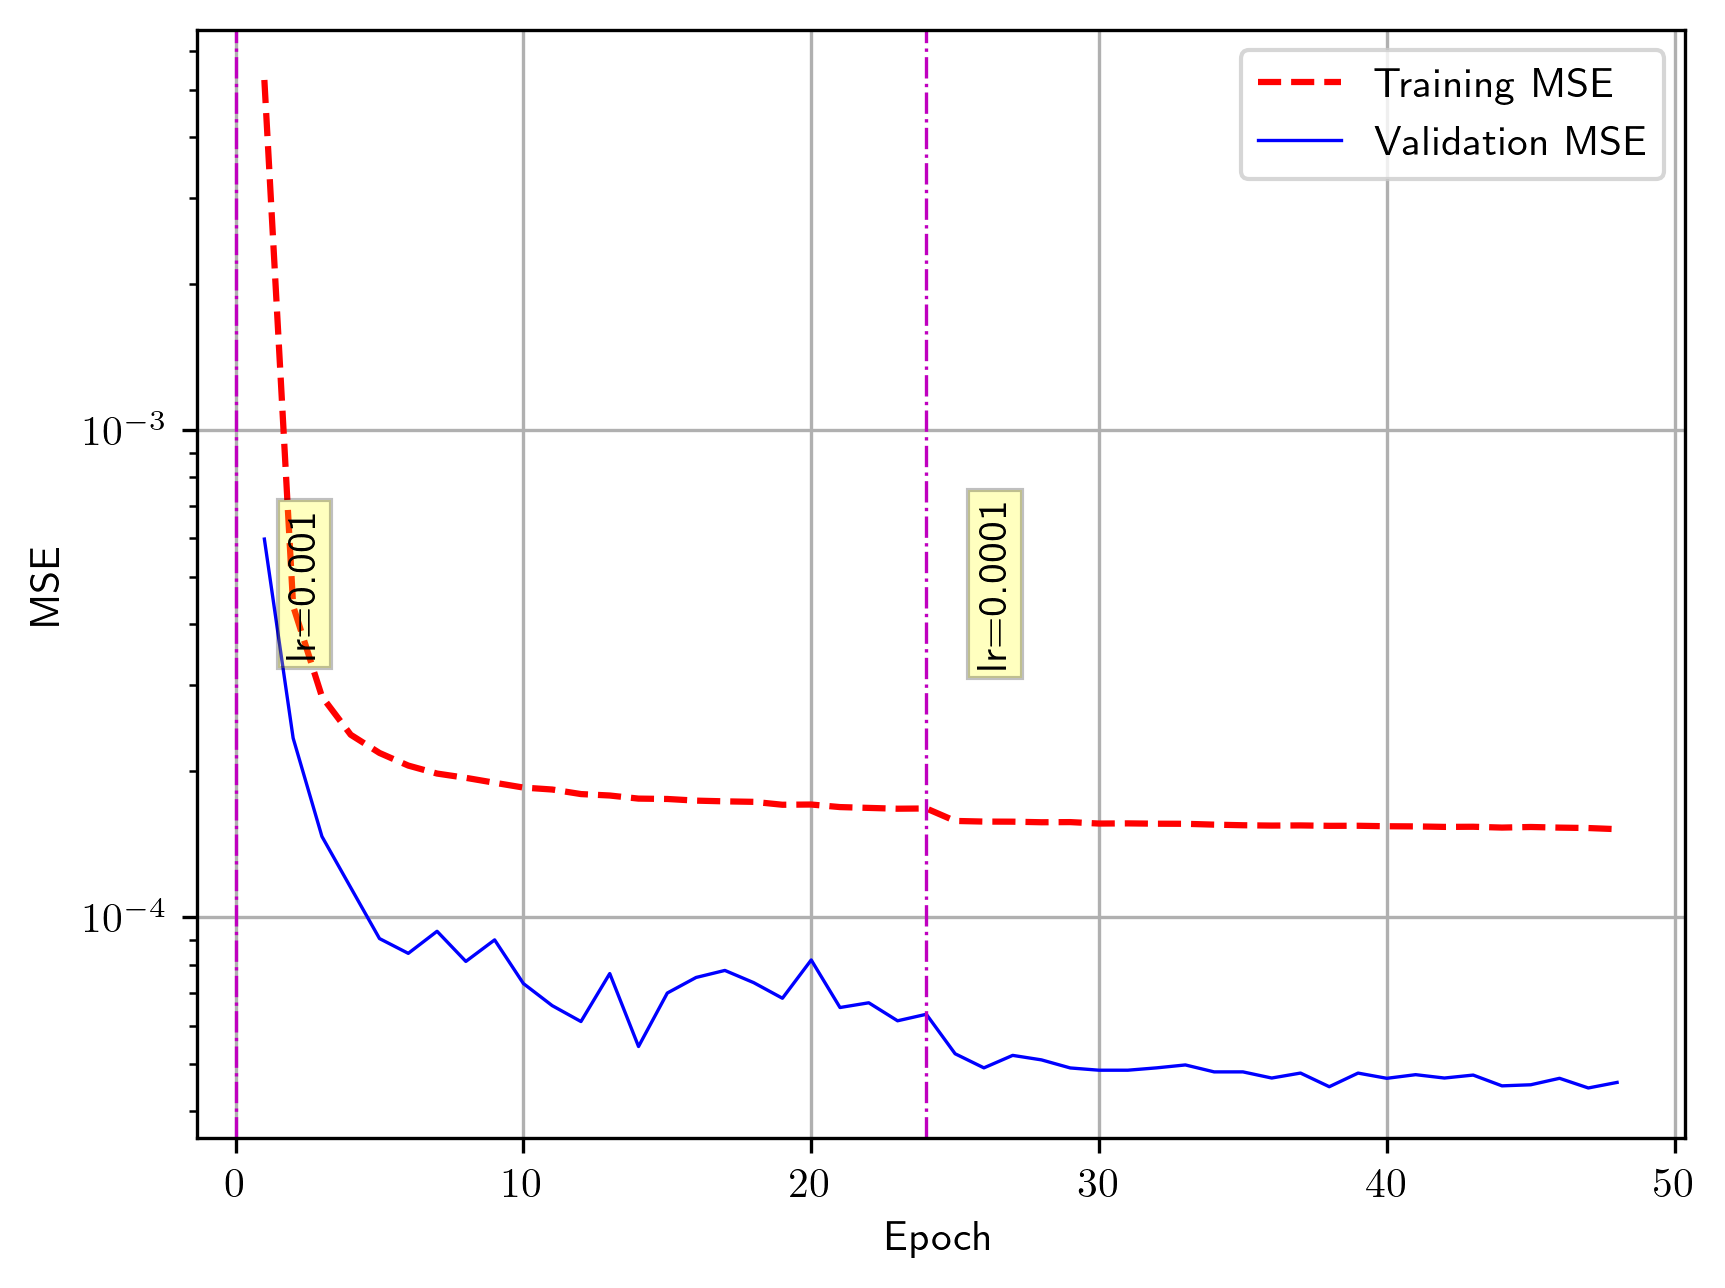 Training MSE
Validation MSE
10⁻³
10⁻⁴
MSE
lr=0.001
lr=0.0001
0 10 20 30 40 50
Epoch